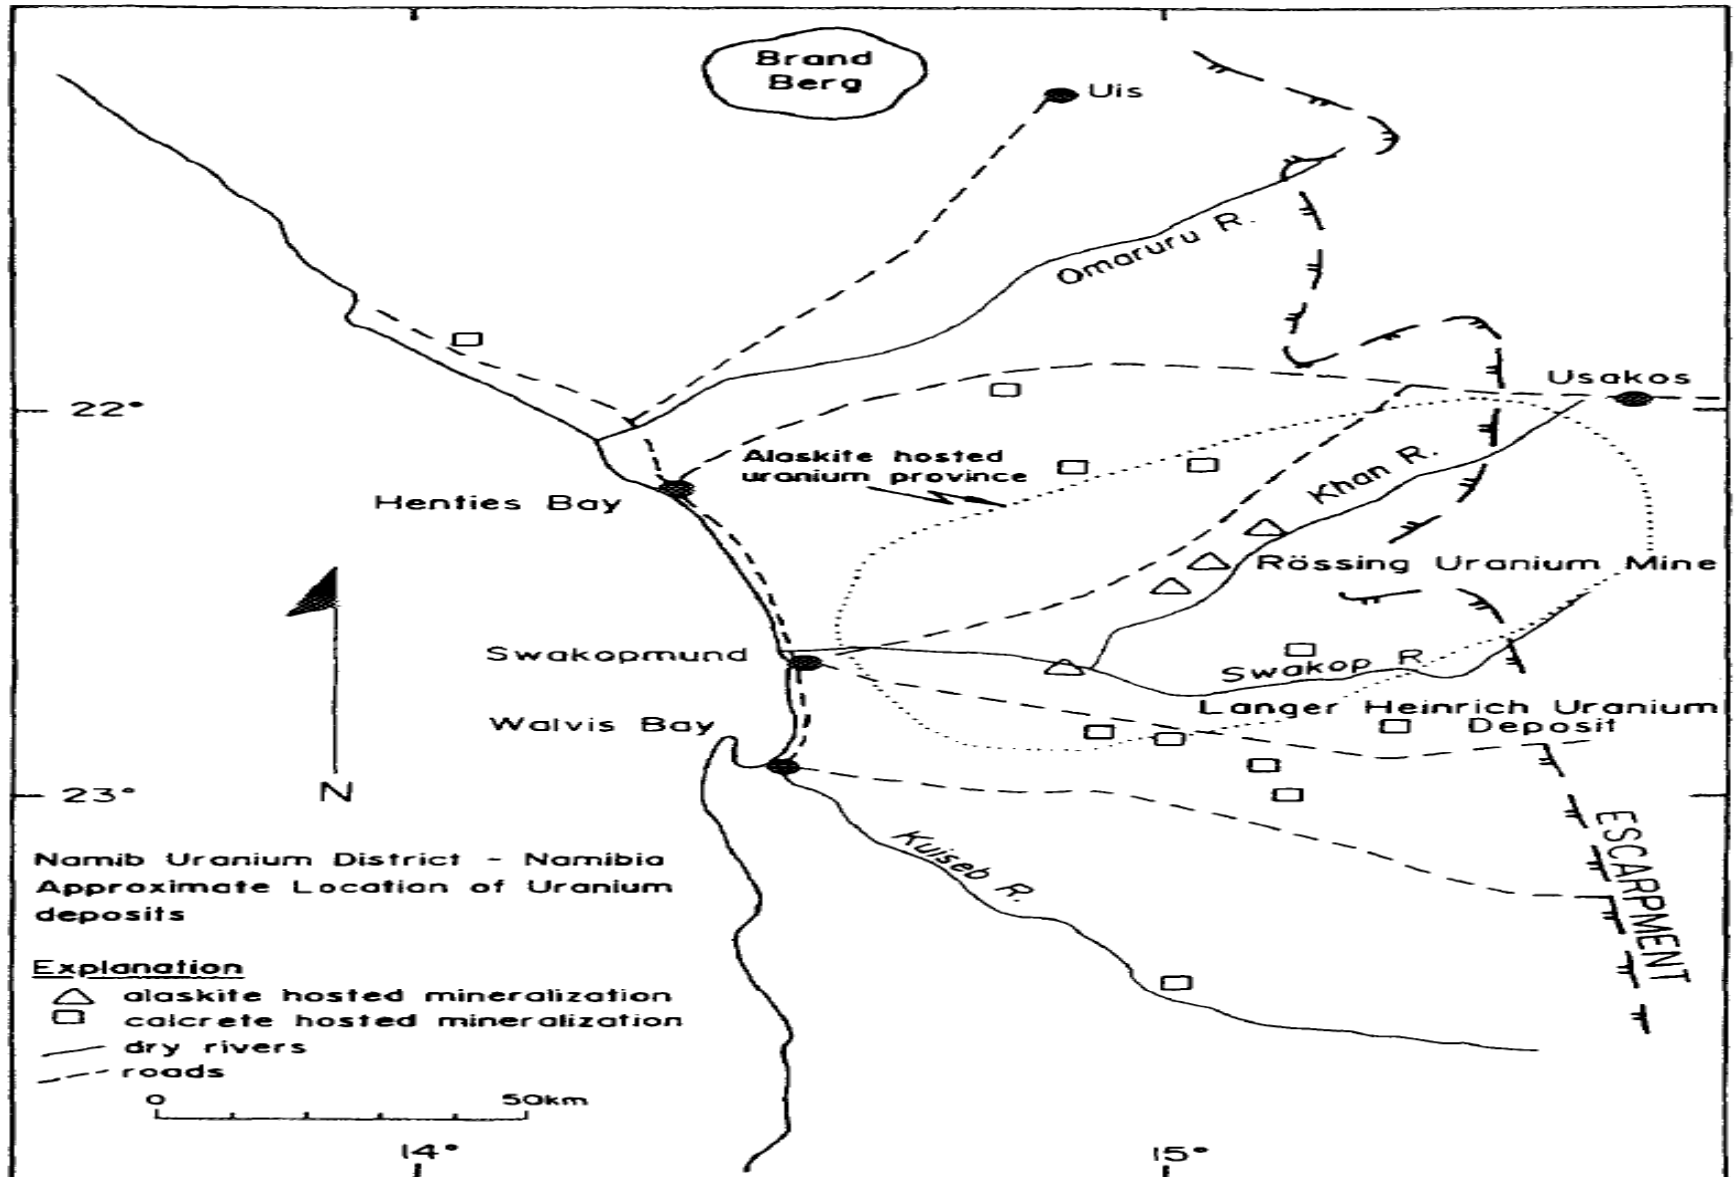 Brand
Berg
Uis
Omaruru R.
Usakos
22°
Alaskite hosted
uranium province
Khan R.
Henties Bay
Rössing Uranium Mine
Swakopmund
Swakop R
Langer Heinrich Uranium
Deposit
Walvis Bay
N
23°
ESCARPMENT
Kuiseb R.
Namib Uranium District - Namibia
Approximate Location of Uranium
deposits
Explanation
alaskite hosted mineralization
calcrete hosted mineralization
dry rivers
roads
0 50km
14° 15°